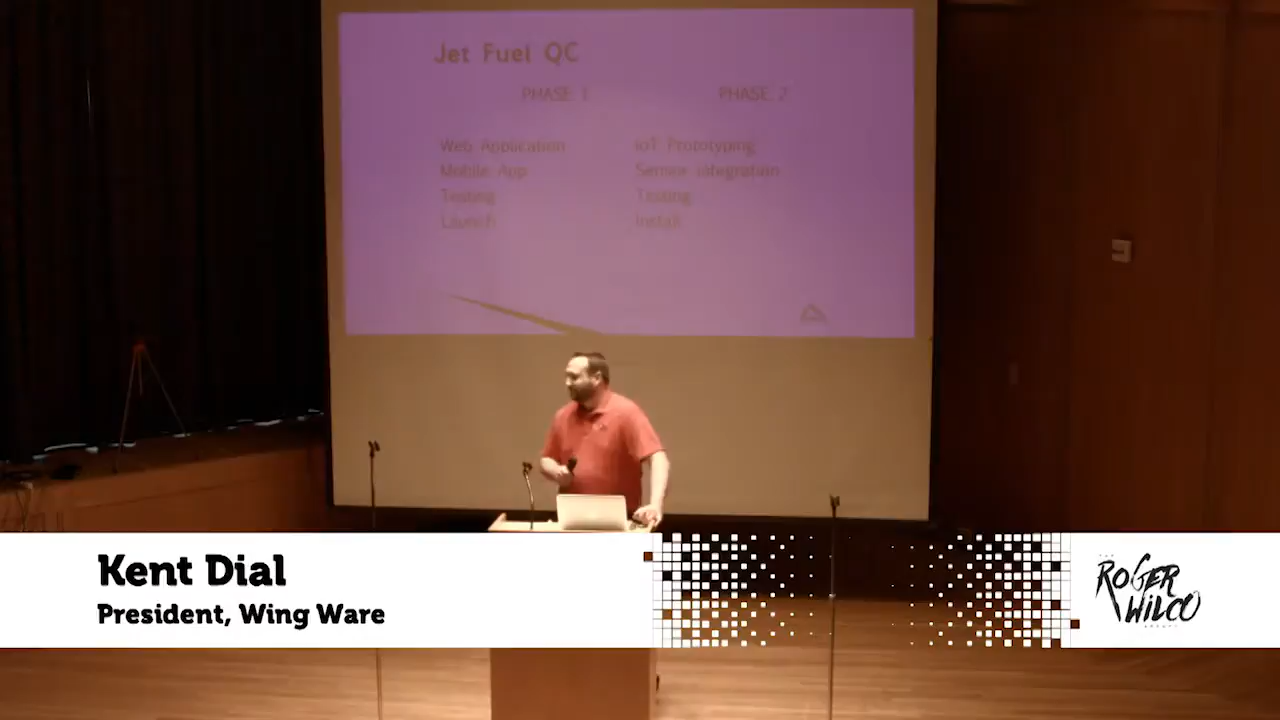 Jet Fuel QC
PHASE 1 PHASE 2
Web Application IoT Prototyping
Mobile App Sensor Integration
Testing Testing
Launch Install
Kent Dial
President, Wing Ware
THE
ROGER
WILCO